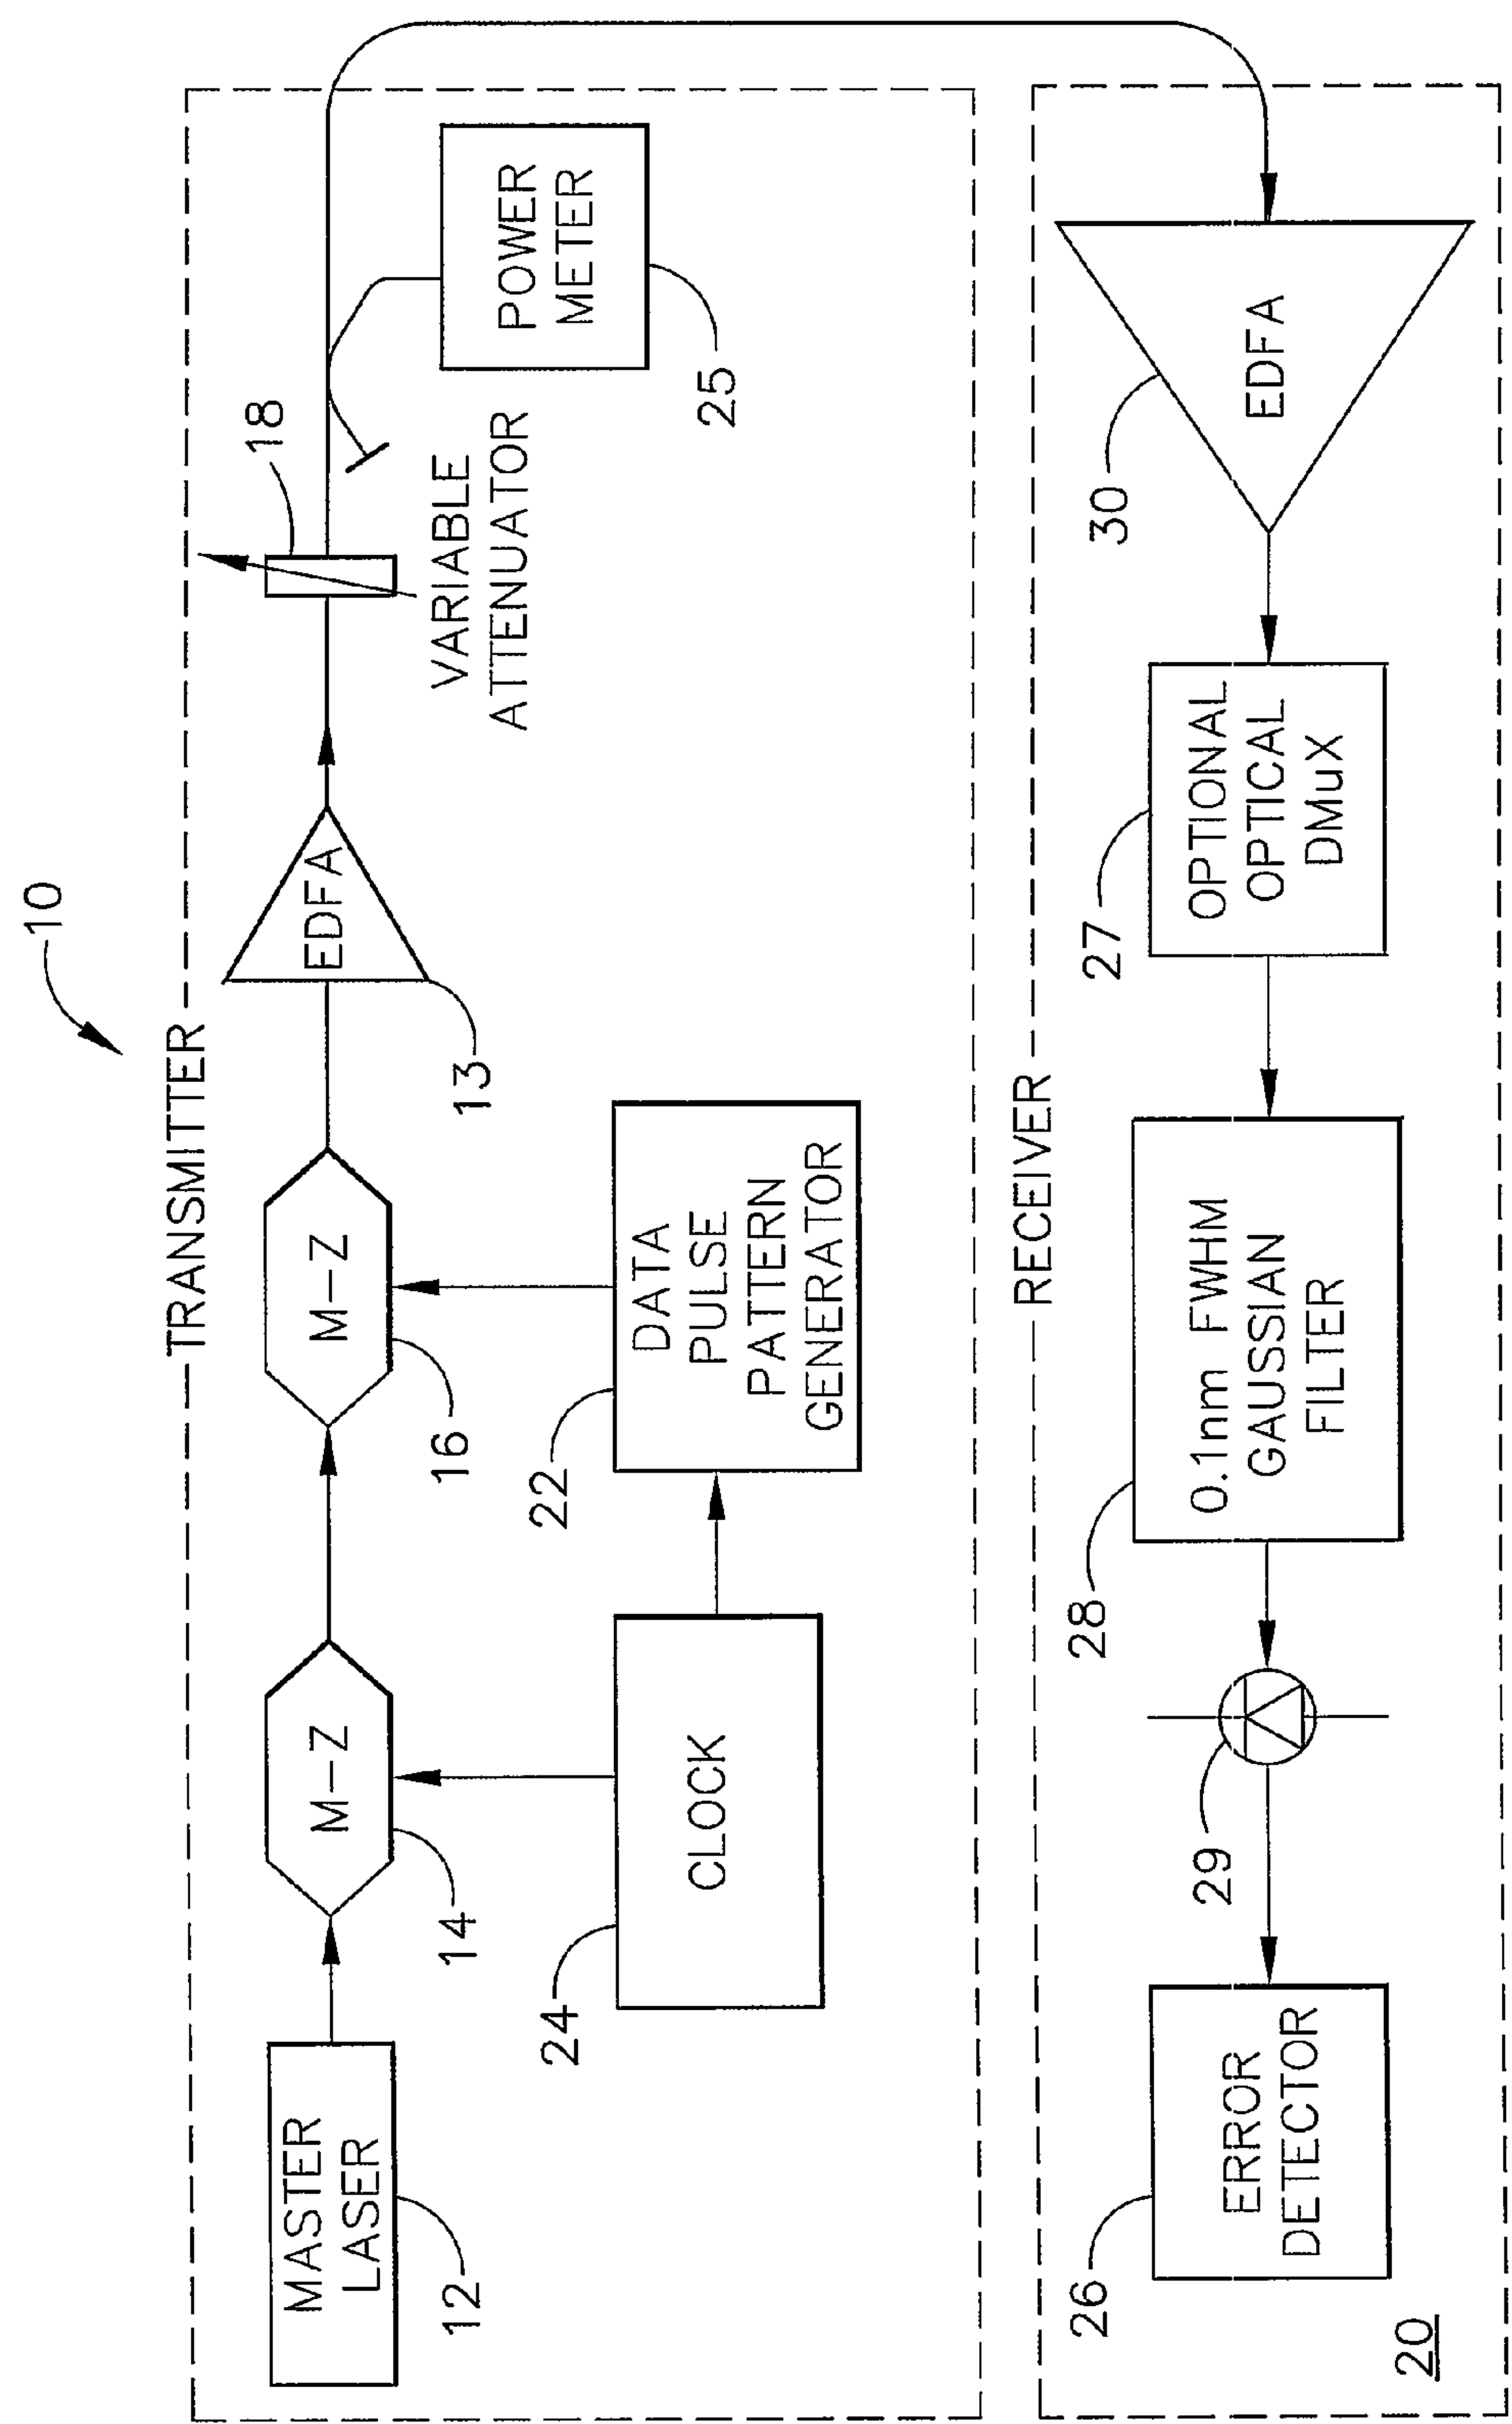 10
TRANSMITTER
MASTER
LASER
12
M-Z
14
M-Z
16
EDFA
13
18
VARIABLE
ATTENUATOR
POWER
METER
25
CLOCK
24
DATA
PULSE
PATTERN
GENERATOR
22
RECEIVER
ERROR
DETECTOR
26
29
0.1nm FWHM
GAUSSIAN
FILTER
28
OPTIONAL
OPTICAL
DMuX
27
EDFA
30
20